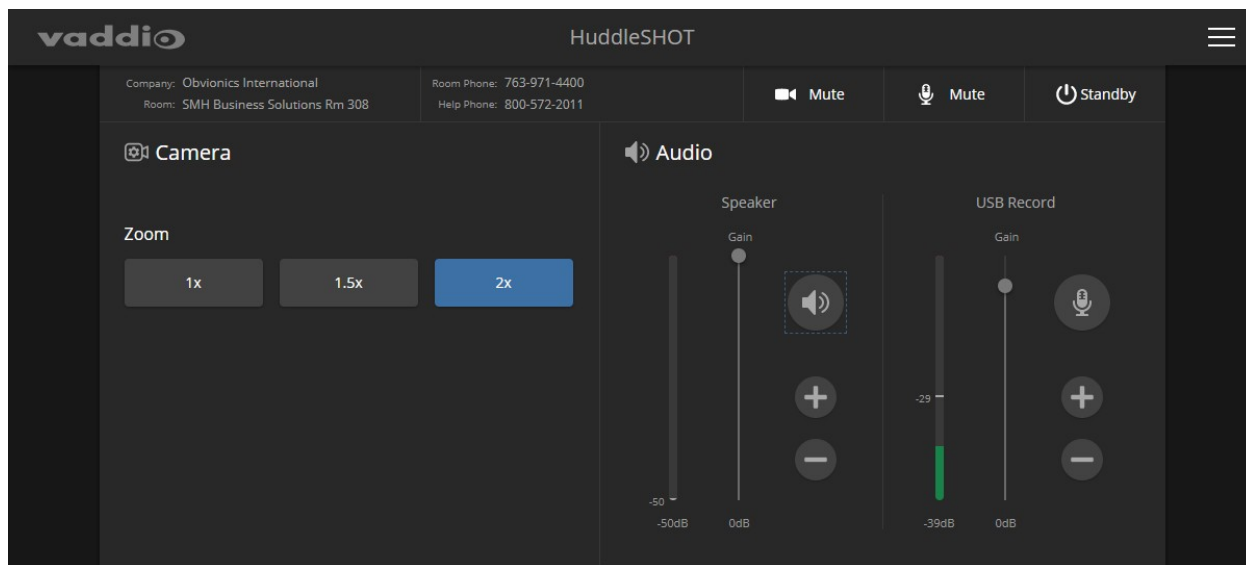 vaddio
HuddleSHOT
Company: Obvionics International
Room: SMH Business Solutions Rm 308
Room Phone: 763-971-4400
Help Phone: 800-572-2011
Mute
Mute
Standby
Camera
Zoom
1x 1.5x 2x
Audio
Speaker
Gain
-50
-50dB 0dB
USB Record
Gain
-29
-39dB 0dB